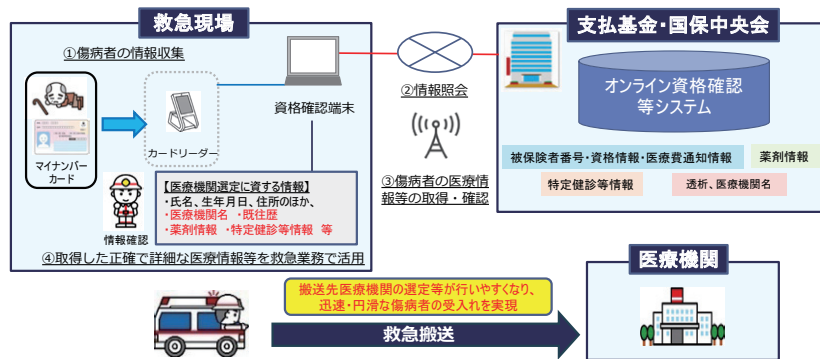 救急現場
①傷病者の情報収集
マイナンバー
カード
カードリーダー
資格確認端末
情報確認
【医療機関選定に資する情報】
・氏名、生年月日、住所のほか、
・医療機関名 ・既往歴
・薬剤情報 ・特定健診等情報 等
④取得した正確で詳細な医療情報等を救急業務で活用
②情報照会
③傷病者の医療情
報等の取得・確認
支払基金・国保中央会
オンライン資格確認
等システム
被保険者番号・資格情報・医療費通知情報
薬剤情報
特定健診等情報
透析、医療機関名
搬送先医療機関の選定等が行いやすくなり、
迅速・円滑な傷病者の受入れを実現
救急搬送
医療機関